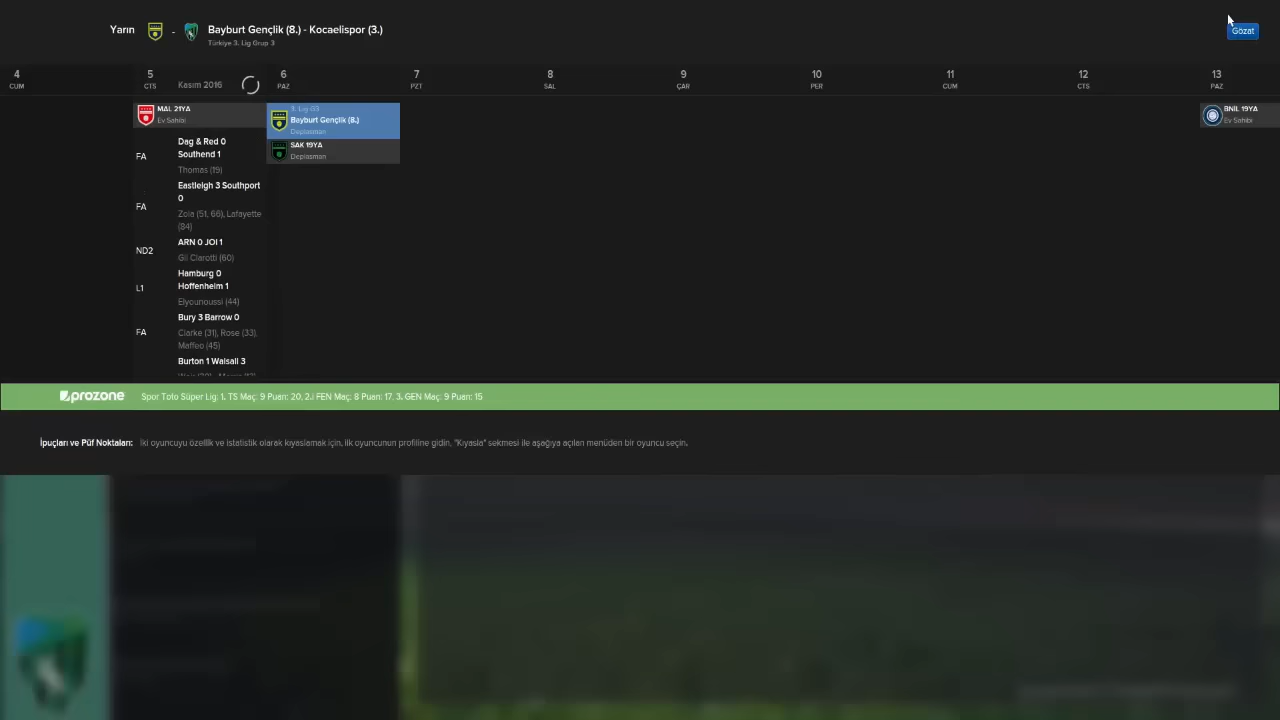 Yarın - Bayburt Gençlik (8.) - Kocaelispor (3.)
Türkiye 3. Lig Grup 3
Gözat
4 5 6 7 8 9 10 11 12 13
CUM ÇTS Kasım 2016 PAZ PZT SAL ÇAR PER CUM ÇTS PAZ
MAL 21YA
Ev Sahibi
3. Lig G3
Bayburt Gençlik (8.)
Deplasman
SAK 19YA
Deplasman
BNIL 19YA
Ev Sahibi
FA
Dag & Red 0
Southend 1
Thomas (19)
FA
Eastleigh 3 Southport
0
Zola (51, 66), Lafayette
(84)
ND2
ARN 0 JOI 1
Gil Clarotti (60)
L1
Hamburg 0
Hoffenheim 1
Elyounoussi (44)
FA
Bury 3 Barrow 0
Clarke (31), Rose (33),
Maffeo (45)
Burton 1 Walsall 3
prozone Spor Toto Süper Lig: 1. TS Maç: 9 Puan: 20, 2.i FEN Maç: 8 Puan: 17, 3. GEN Maç: 9 Puan: 15
İpuçları ve Püf Noktaları: İki oyuncuyu özellik ve istatistik olarak kıyaslamak için, ilk oyuncunun profiline gidin, "Kıyasla" sekmesi ile aşağıya açılan menüden bir oyuncu seçin.